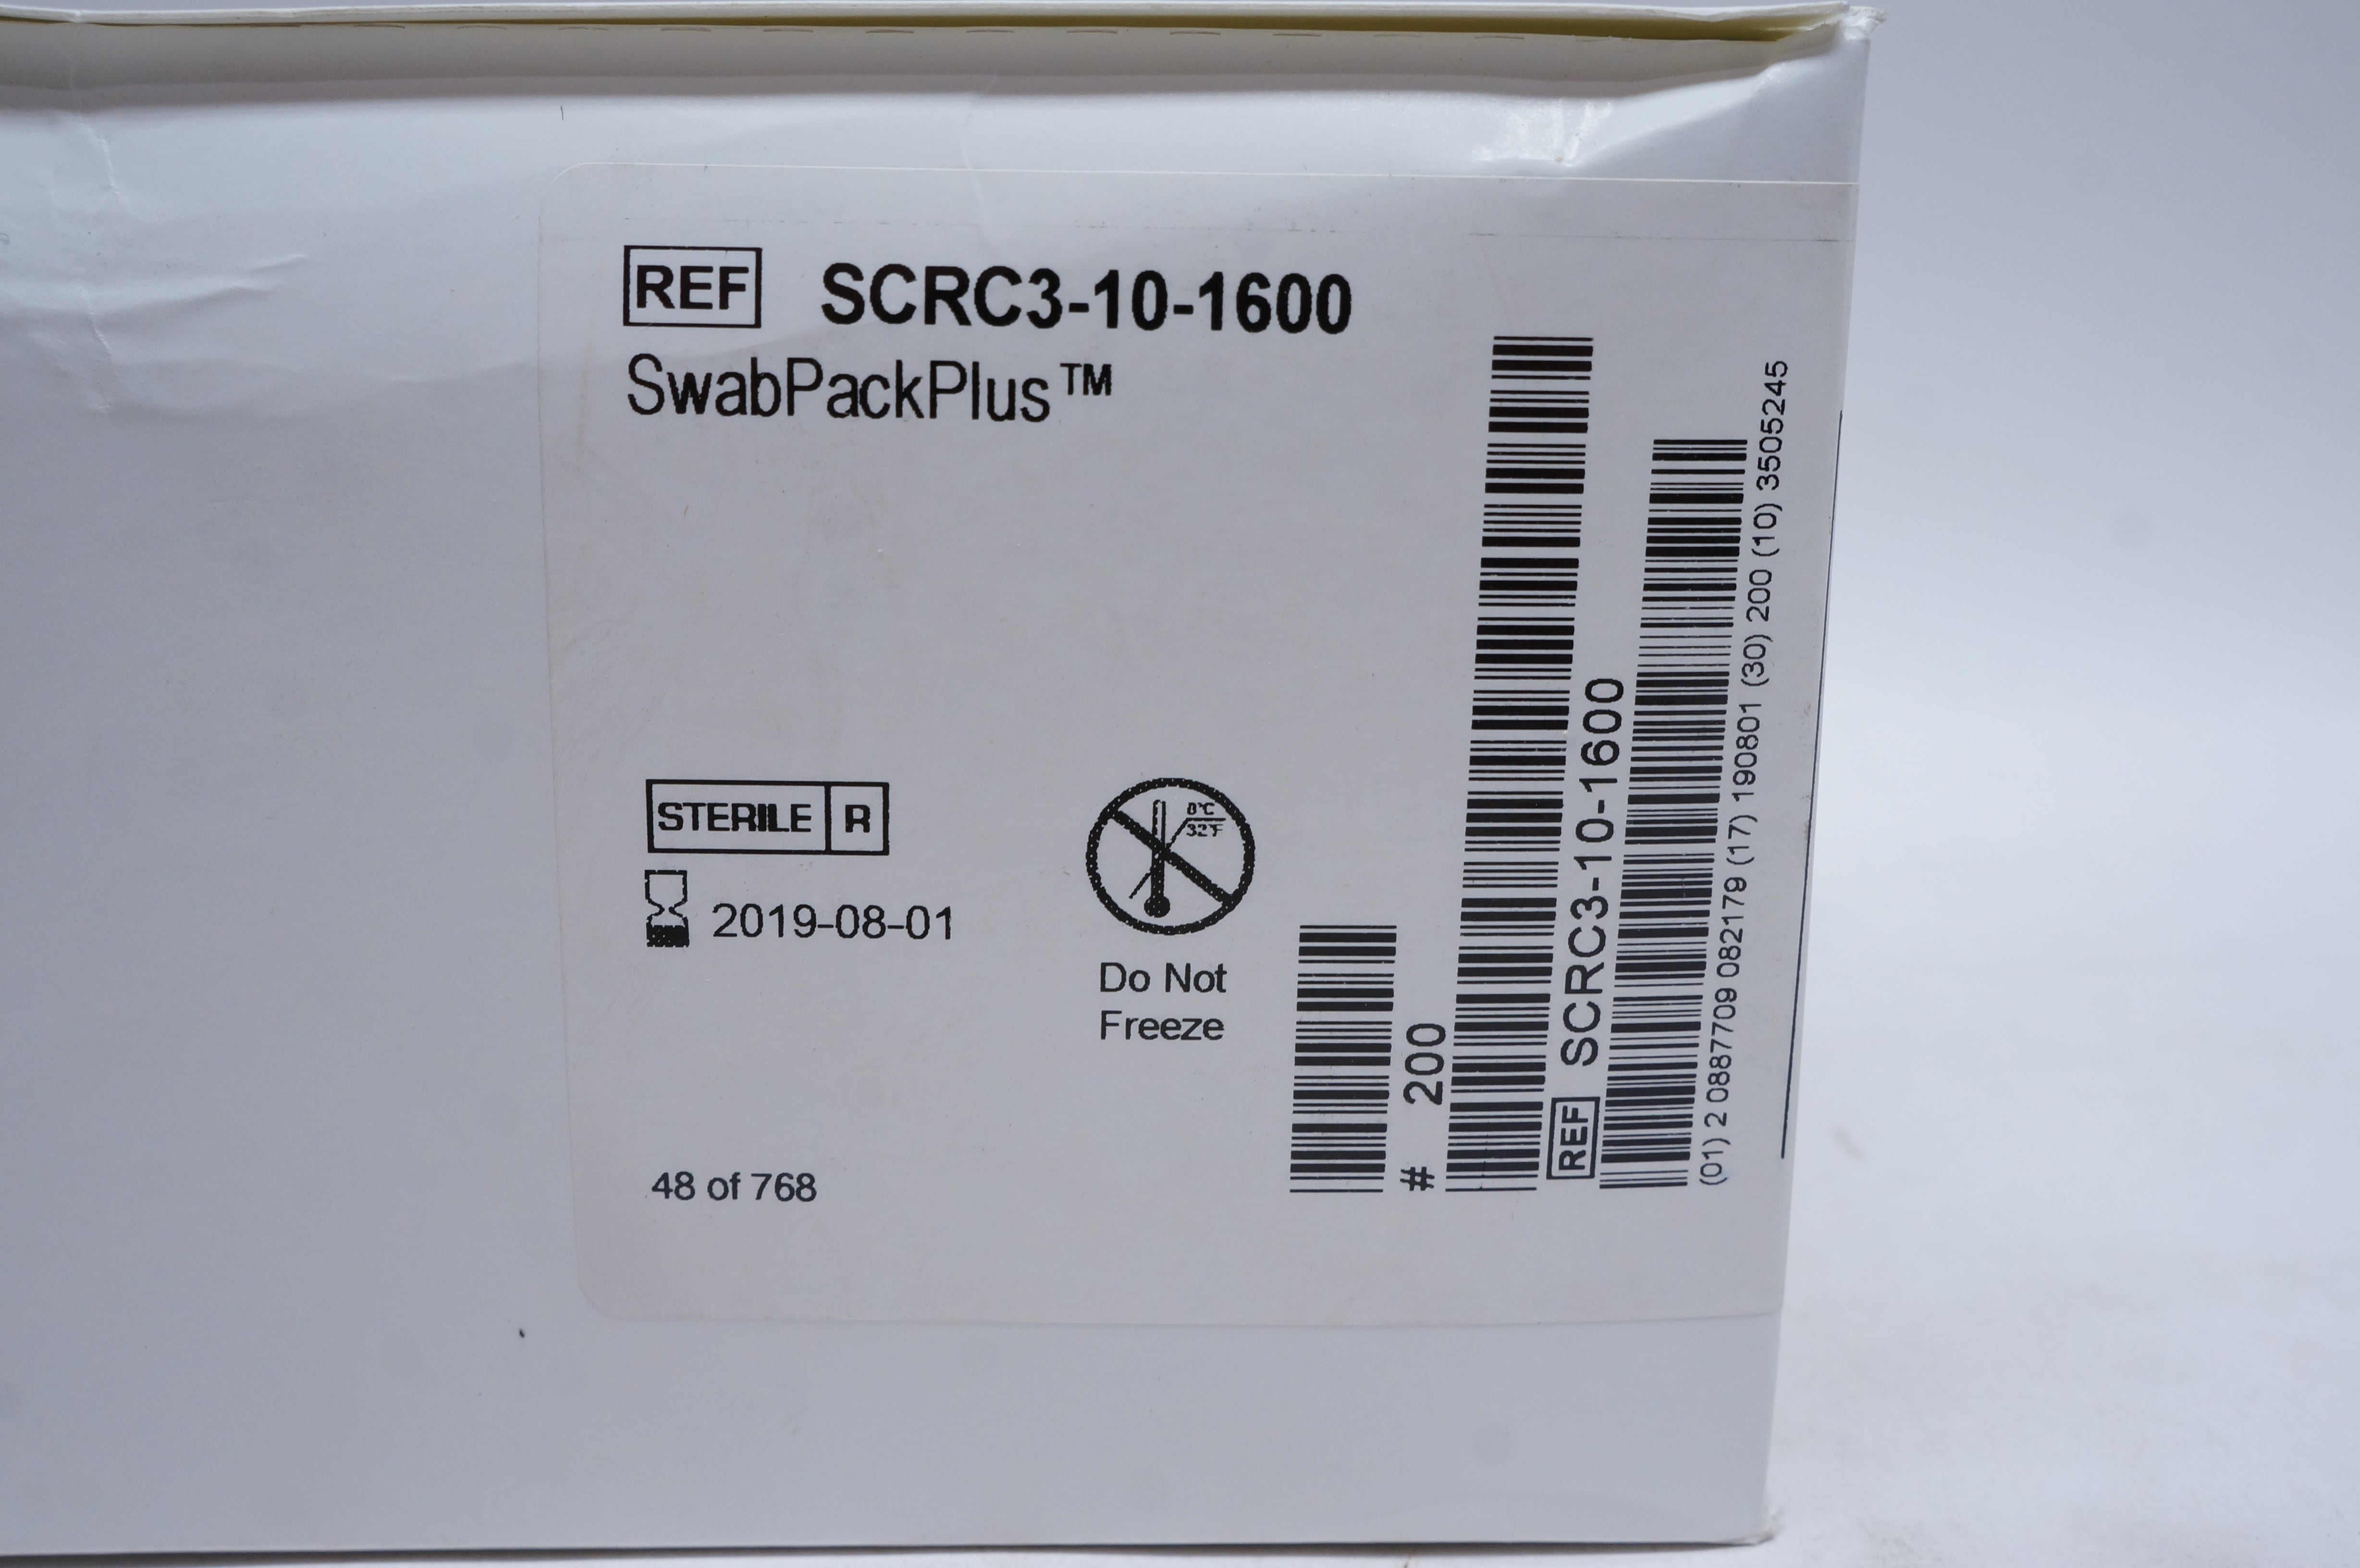 REF SCRC3-10-1600
SwabPackPlus™
STERILE R
2019-08-01
0°C
32°F
Do Not
Freeze
48 of 768
# 200
REF SCRC3-10-1600
(01) 2 0887709 082179 (17) 190801 (30) 200 (10) 3505245